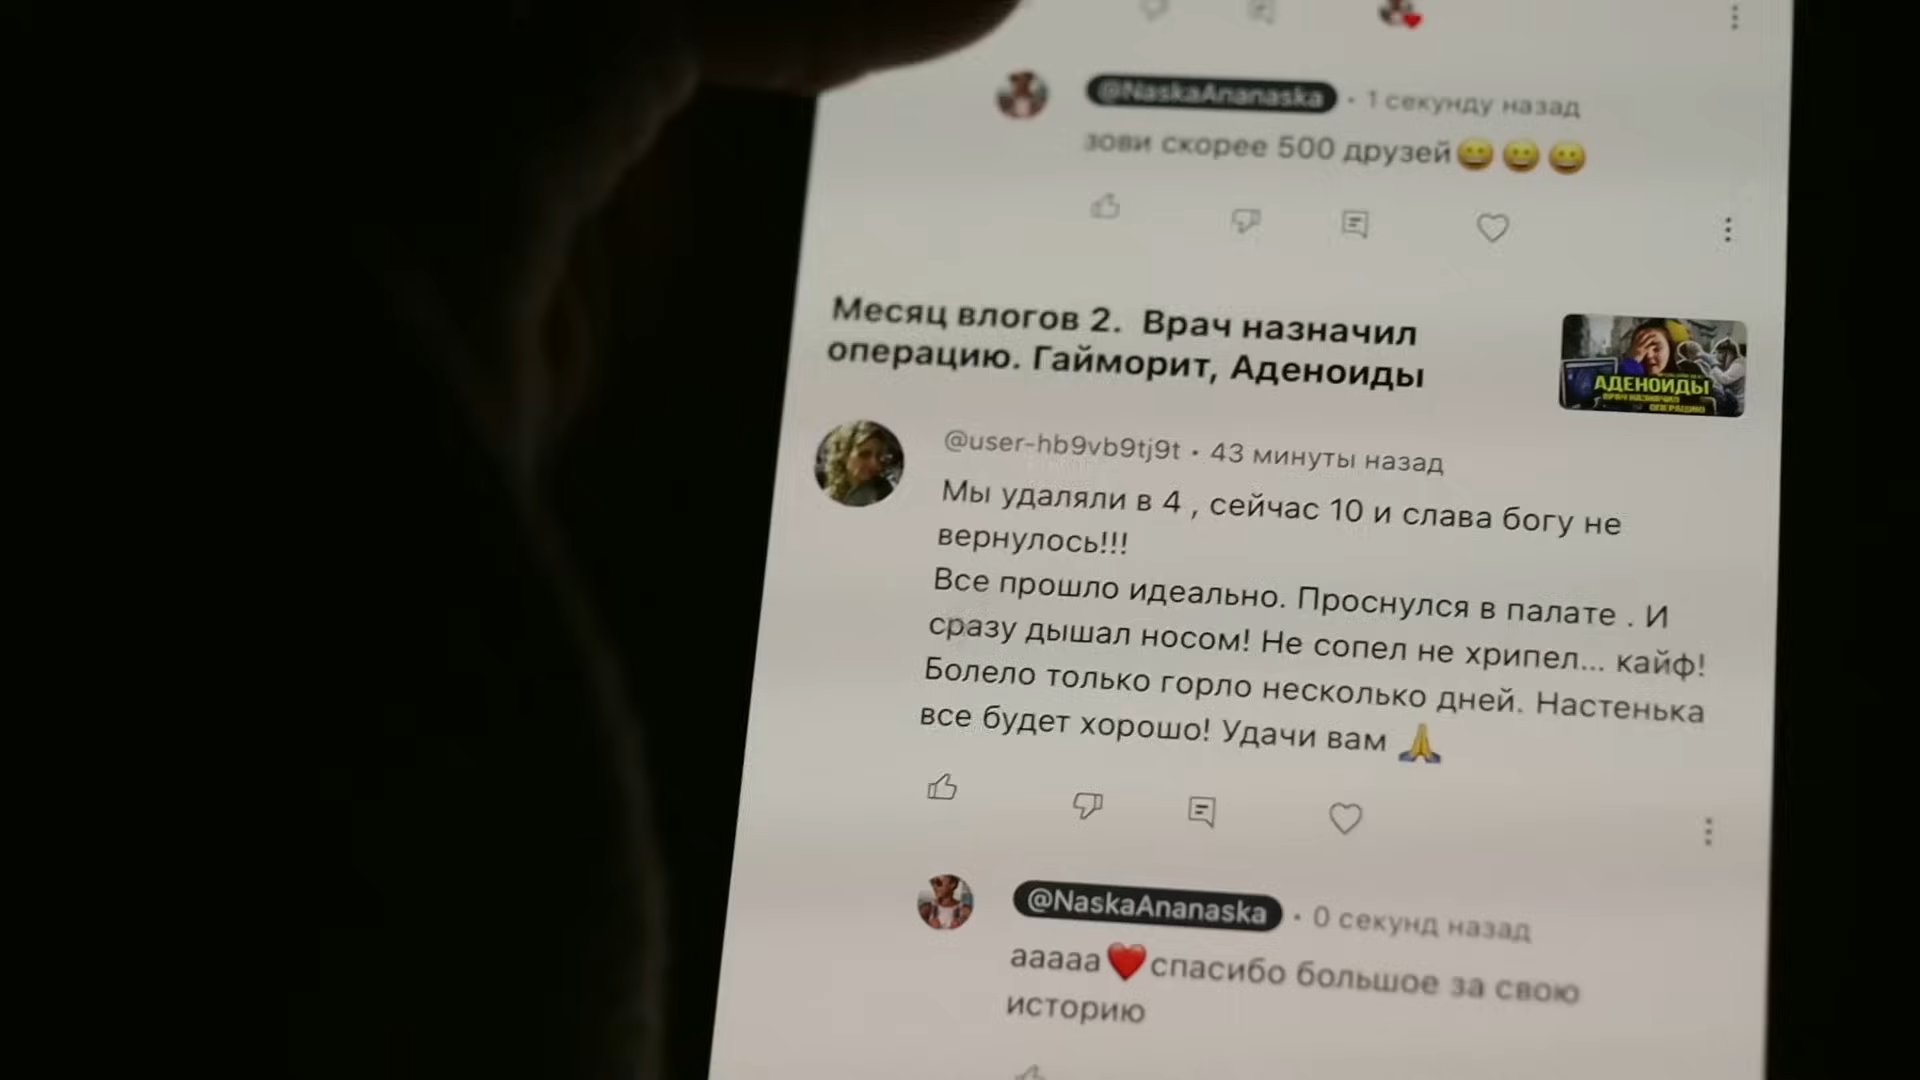 @NaskaAnanaska · 1 секунду назад
зови скорее 500 друзей😀😀😀
Месяц влогов 2. Врач назначил
операцию. Гайморит, Аденоиды
АДЕНОИДЫ
ВРАЧ НАЗНАЧИЛ
ОПЕРАЦИЮ
@user-hb9vb9tj9t · 43 минуты назад
Мы удаляли в 4 , сейчас 10 и слава богу не
вернулось!!!
Все прошло идеально. Проснулся в палате . И
сразу дышал носом! Не сопел не хрипел... кайф!
Болело только горло несколько дней. Настенька
все будет хорошо! Удачи вам 🙏
@NaskaAnanaska · 0 секунд назад
ааааа❤️спасибо большое за свою
историю